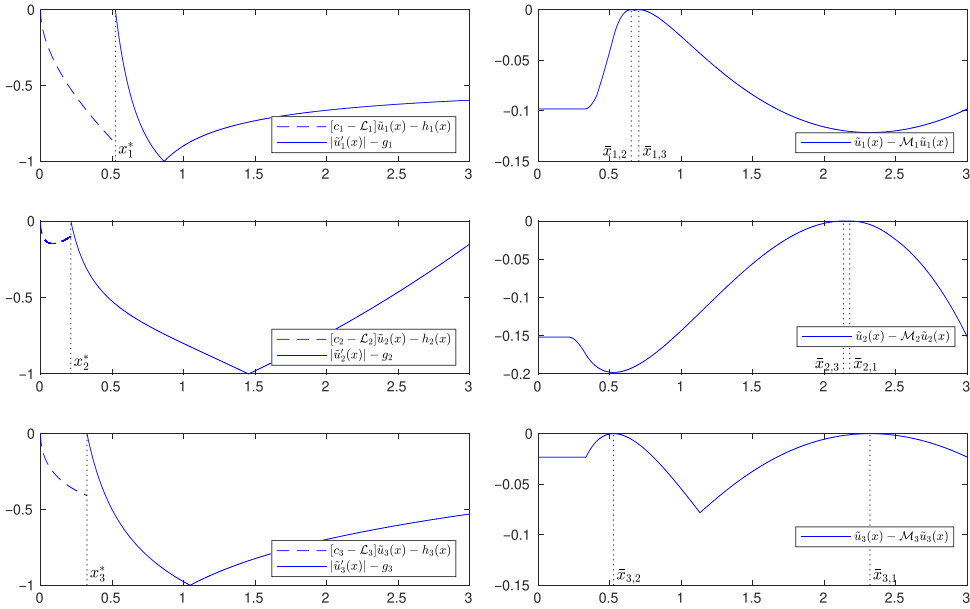 0
-0.5
-1
0 0.5 1 1.5 2 2.5 3
x₁*
[c₁ − ℒ₁]ũ₁(x) − h₁(x)
|ũ₁′(x)| − g₁
0
-0.05
-0.1
-0.15
0 0.5 1 1.5 2 2.5 3
x̄₁,₂ x̄₁,₃
ũ₁(x) − ℳ₁ũ₁(x)
0
-0.5
-1
0 0.5 1 1.5 2 2.5 3
x₂*
[c₂ − ℒ₂]ũ₂(x) − h₂(x)
|ũ₂′(x)| − g₂
0
-0.05
-0.1
-0.15
-0.2
0 0.5 1 1.5 2 2.5 3
x̄₂,₃ x̄₂,₁
ũ₂(x) − ℳ₂ũ₂(x)
0
-0.5
-1
0 0.5 1 1.5 2 2.5 3
x₃*
[c₃ − ℒ₃]ũ₃(x) − h₃(x)
|ũ₃′(x)| − g₃
0
-0.05
-0.1
-0.15
0 0.5 1 1.5 2 2.5 3
x̄₃,₂ x̄₃,₁
ũ₃(x) − ℳ₃ũ₃(x)